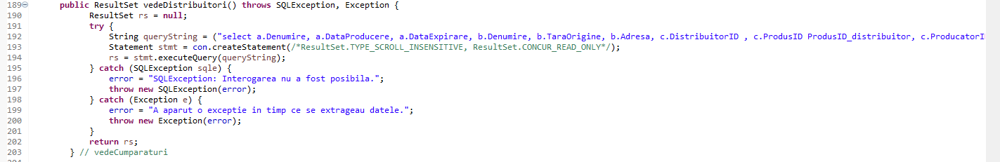 189 public ResultSet vedeDistribuitori() throws SQLException, Exception {
190 ResultSet rs = null;
191 try {
192 String queryString = ("select a.Denumire, a.DataProducere, a.DataExpirare, b.Denumire, b.TaraOrigine, b.Adresa, c.DistribuitorID , c.ProdusID ProdusID_distribuitor, c.ProducatorI
193 Statement stmt = con.createStatement(/*ResultSet.TYPE_SCROLL_INSENSITIVE, ResultSet.CONCUR_READ_ONLY*/);
194 rs = stmt.executeQuery(queryString);
195 } catch (SQLException sqle) {
196 error = "SQLException: Interogarea nu a fost posibila.";
197 throw new SQLException(error);
198 } catch (Exception e) {
199 error = "A aparut o exceptie in timp ce se extrageau datele.";
200 throw new Exception(error);
201 }
202 return rs;
203 } // vedeCumparaturi